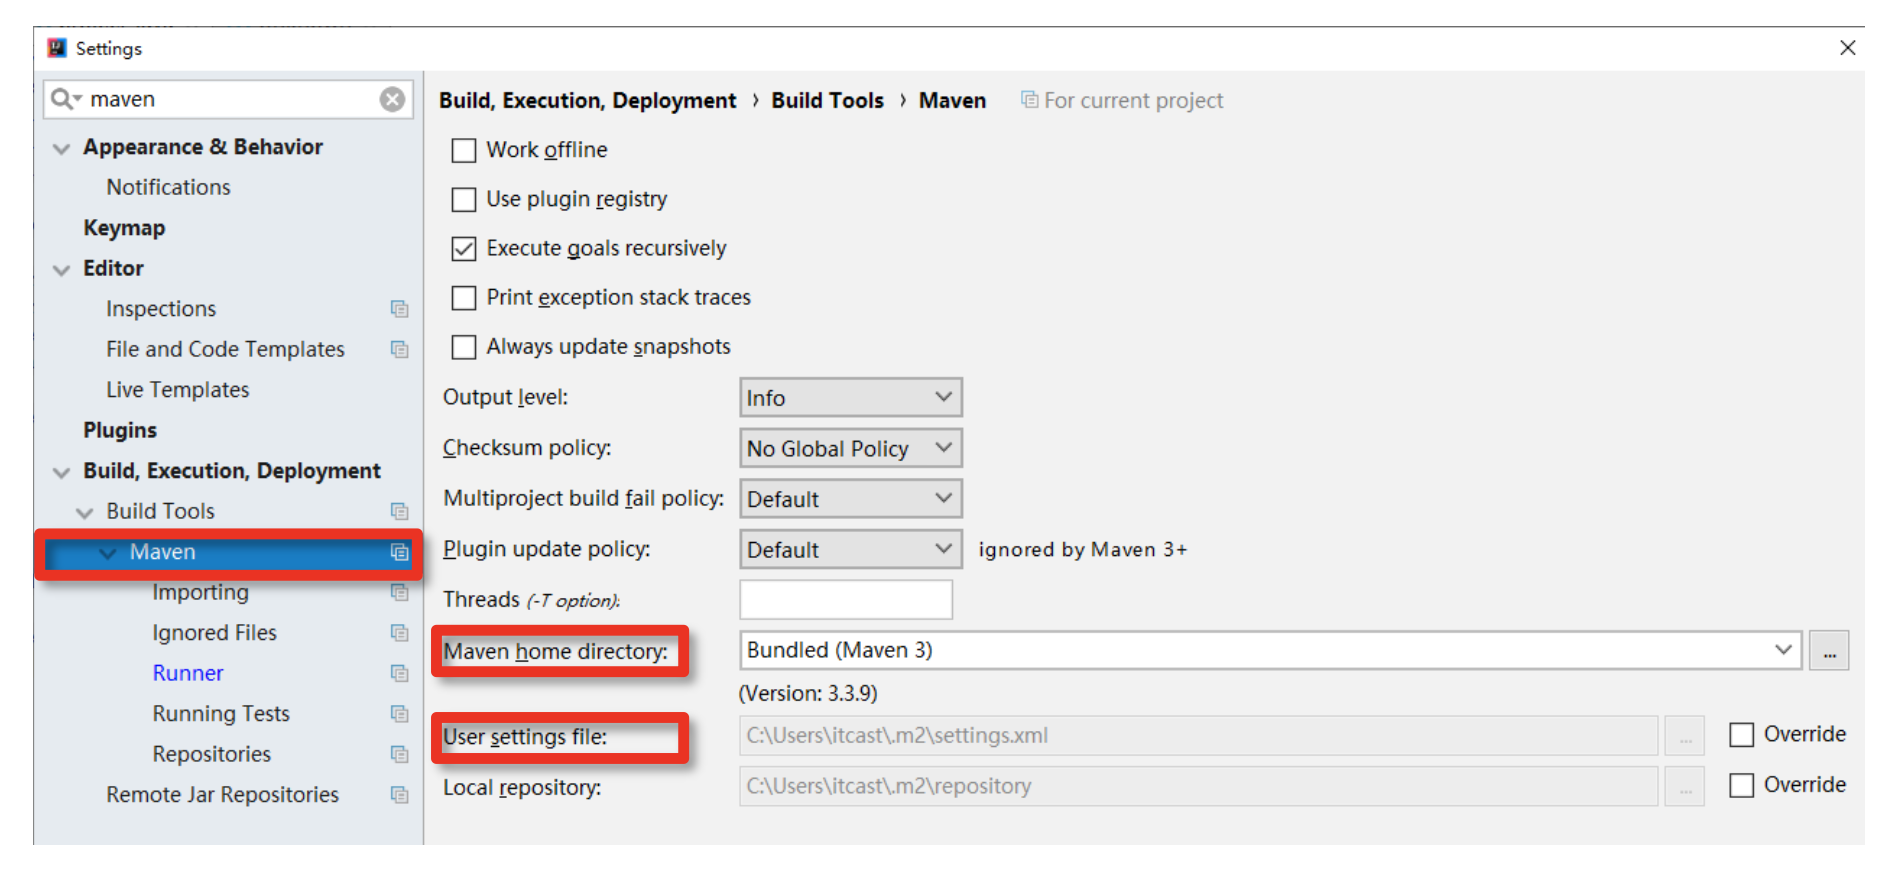 Settings
maven
Appearance & Behavior
Notifications
Keymap
Editor
Inspections
File and Code Templates
Live Templates
Plugins
Build, Execution, Deployment
Build Tools
Maven
Importing
Ignored Files
Runner
Running Tests
Repositories
Remote Jar Repositories
Build, Execution, Deployment › Build Tools › Maven For current project
Work offline
Use plugin registry
Execute goals recursively
Print exception stack traces
Always update snapshots
Output level: Info
Checksum policy: No Global Policy
Multiproject build fail policy: Default
Plugin update policy: Default ignored by Maven 3+
Threads (-T option):
Maven home directory: Bundled (Maven 3) ...
(Version: 3.3.9)
User settings file: C:\Users\itcast\.m2\settings.xml ... Override
Local repository: C:\Users\itcast\.m2\repository ... Override